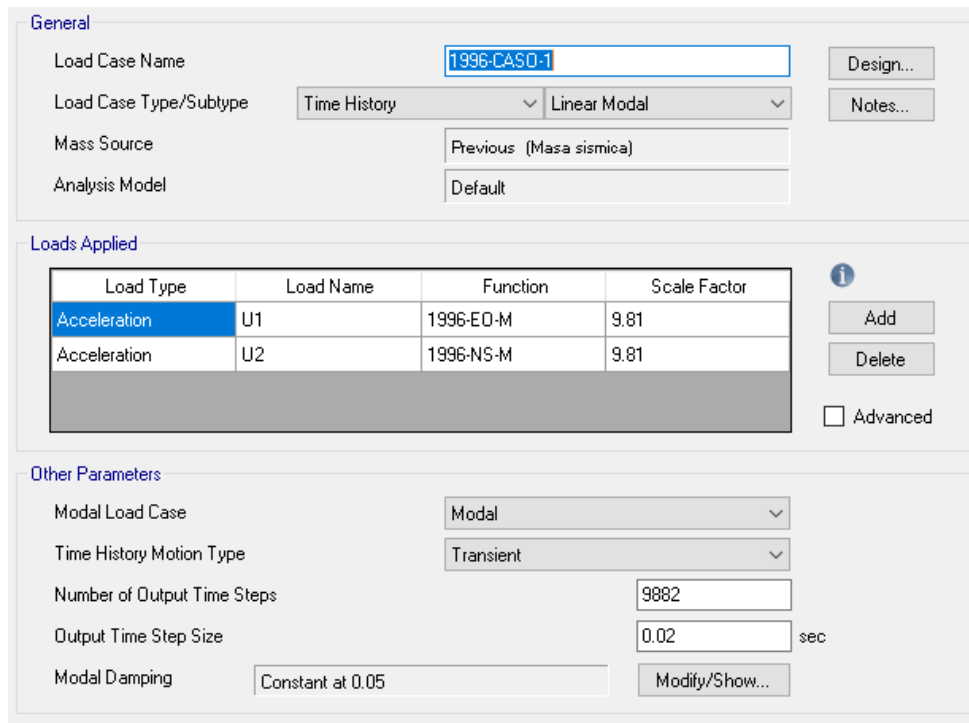 General
Load Case Name 1996-CASO-1 Design...
Load Case Type/Subtype Time History Linear Modal Notes...
Mass Source Previous (Masa sismica)
Analysis Model Default
Loads Applied
Load Type Load Name Function Scale Factor
Acceleration U1 1996-EO-M 9.81 Add
Acceleration U2 1996-NS-M 9.81 Delete
Advanced
Other Parameters
Modal Load Case Modal
Time History Motion Type Transient
Number of Output Time Steps 9882
Output Time Step Size 0.02 sec
Modal Damping Constant at 0.05 Modify/Show...